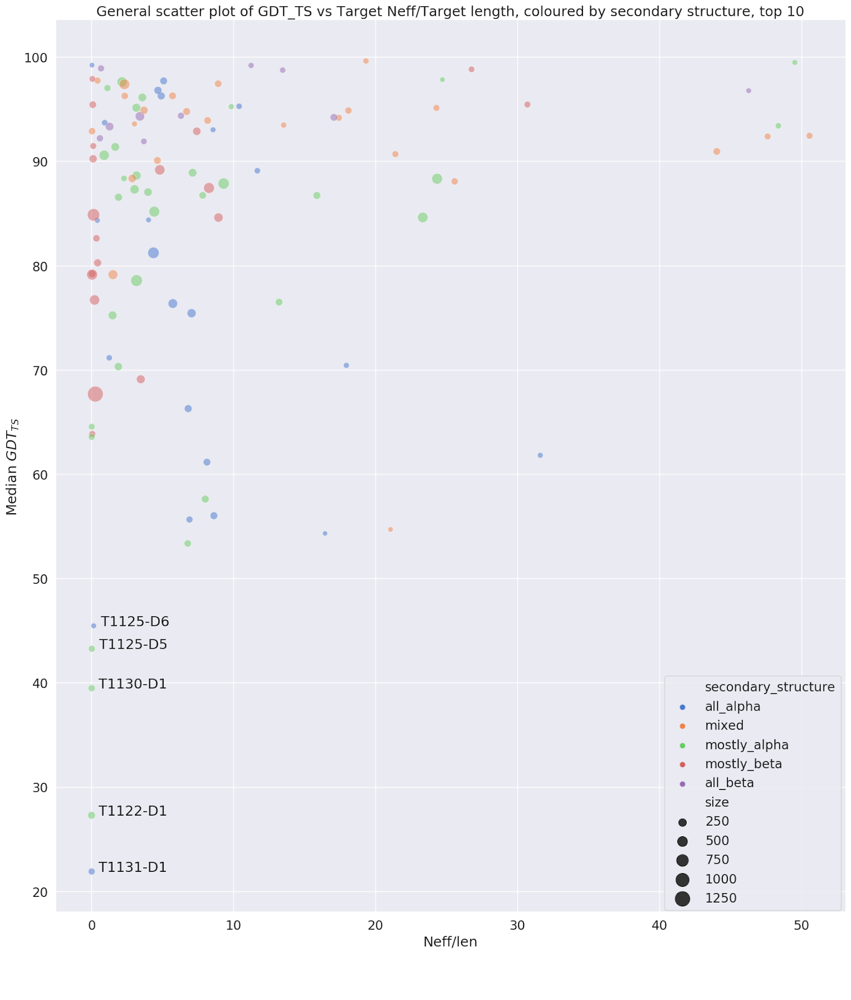 General scatter plot of GDT_TS vs Target Neff/Target length, coloured by secondary structure, top 10
100
90
80
70
60
50
40
30
20
Median GDT_TS
T1125-D6
T1125-D5
T1130-D1
T1122-D1
T1131-D1
secondary_structure
all_alpha
mixed
mostly_alpha
mostly_beta
all_beta
size
250
500
750
1000
1250
0 10 20 30 40 50
Neff/len